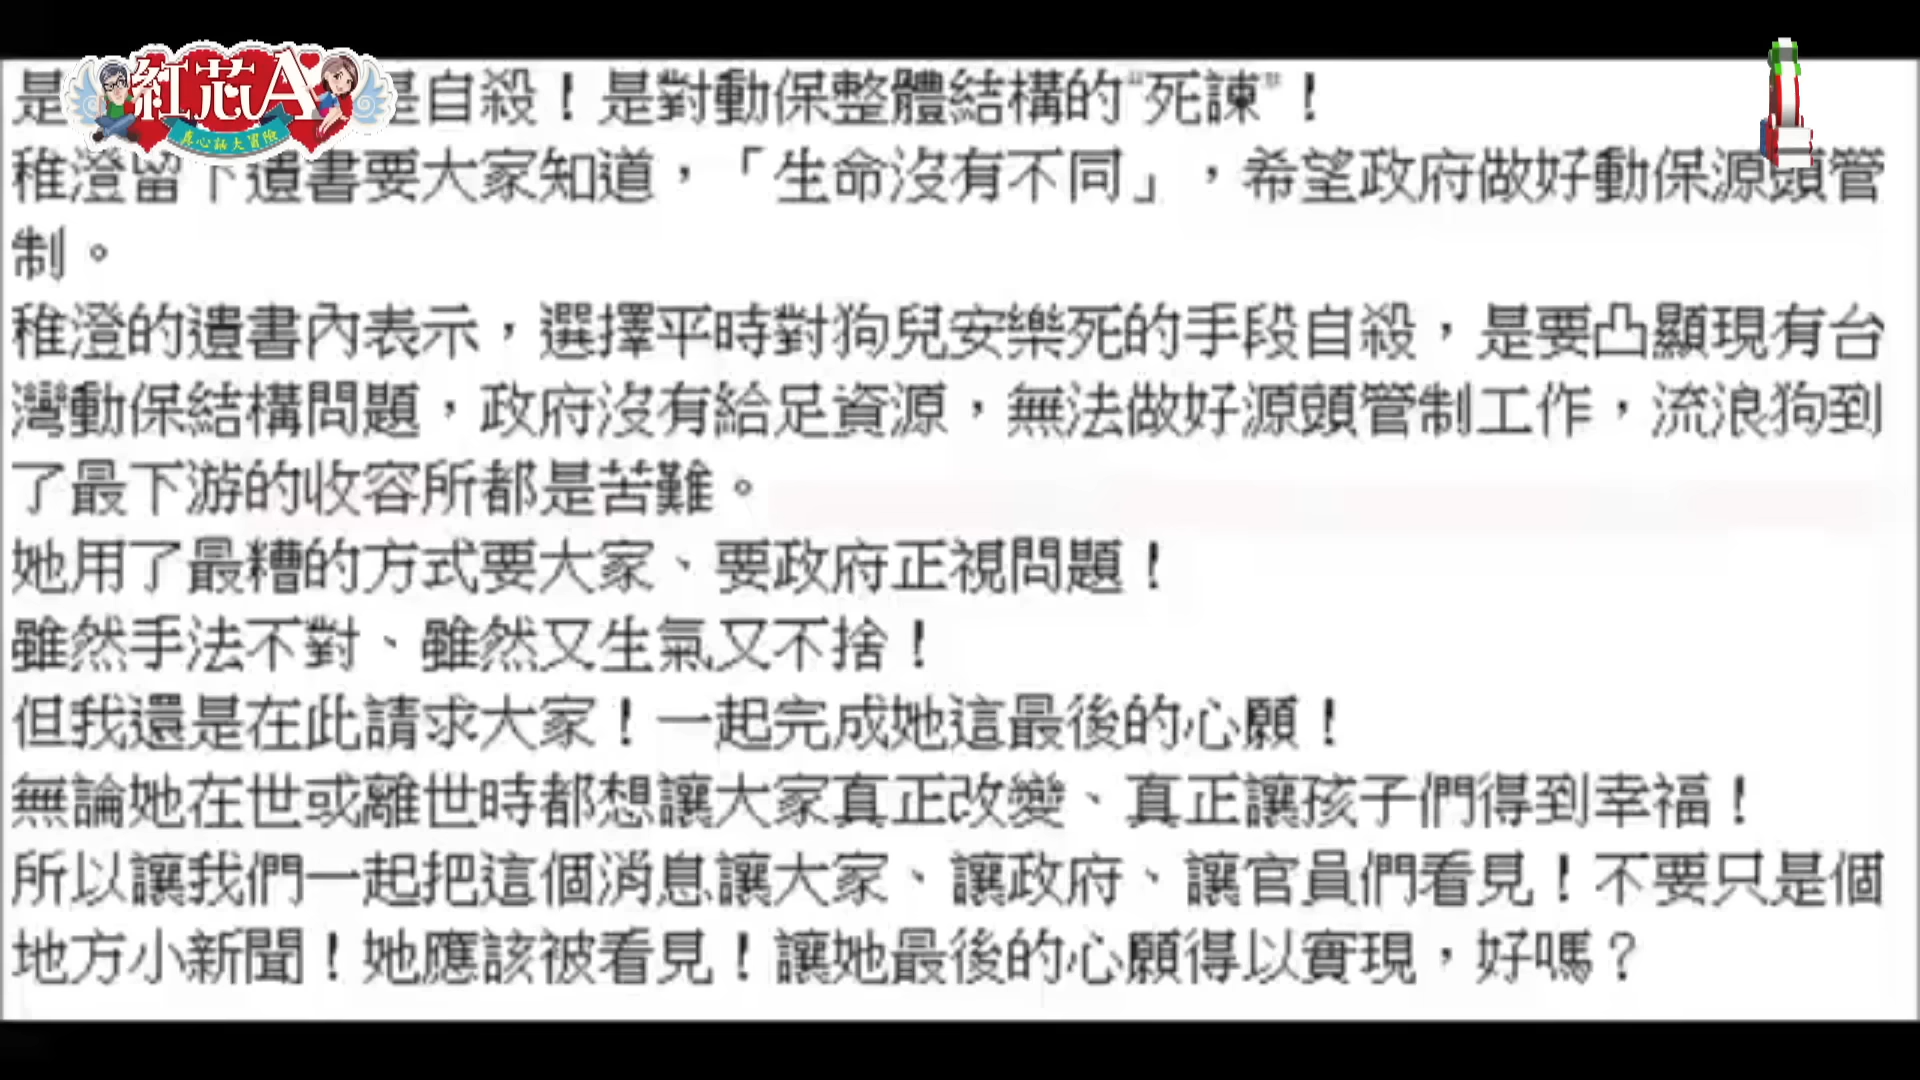 紅芯A
真心話大冒險
是 是自殺！是對動保整體結構的"死諫"！
稚澄留下遺書要大家知道，「生命沒有不同」，希望政府做好動保源頭管
制。
稚澄的遺書內表示，選擇平時對狗兒安樂死的手段自殺，是要凸顯現有台
灣動保結構問題，政府沒有給足資源，無法做好源頭管制工作，流浪狗到
了最下游的收容所都是苦難。
她用了最糟的方式要大家、要政府正視問題！
雖然手法不對、雖然又生氣又不捨！
但我還是在此請求大家！一起完成她這最後的心願！
無論她在世或離世時都想讓大家真正改變、真正讓孩子們得到幸福！
所以讓我們一起把這個消息讓大家、讓政府、讓官員們看見！不要只是個
地方小新聞！她應該被看見！讓她最後的心願得以實現，好嗎？